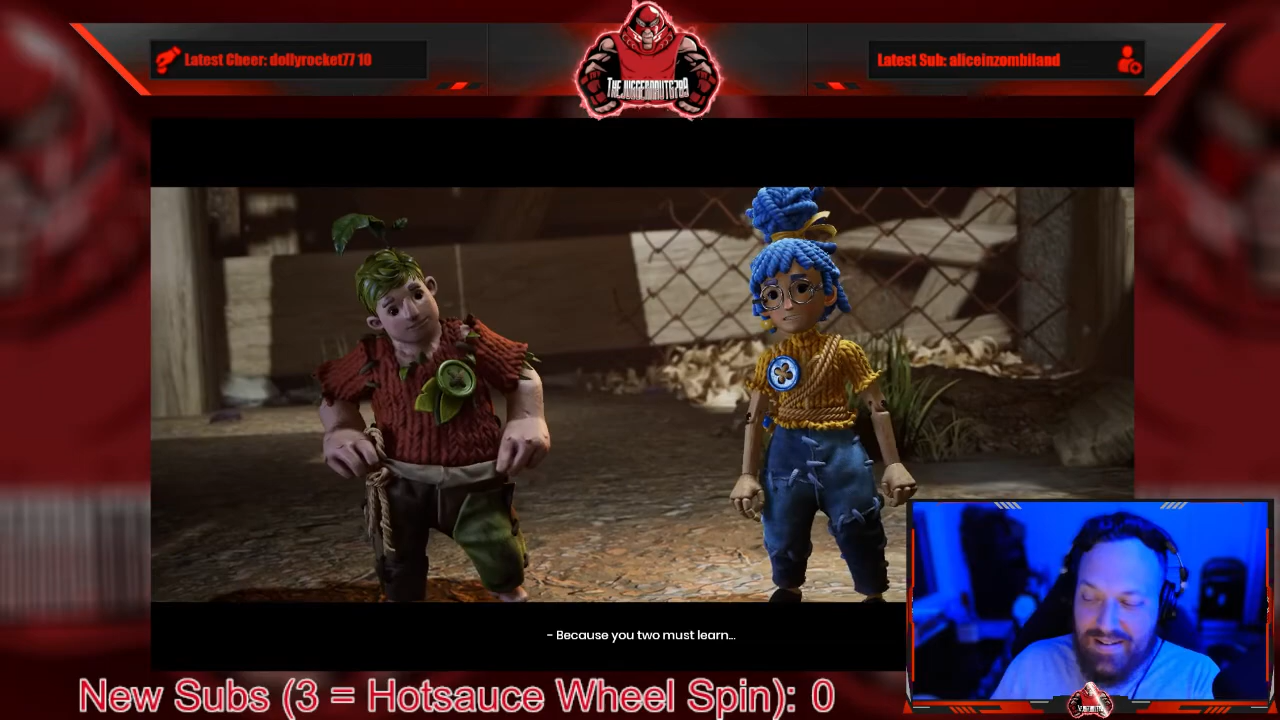 Latest Cheer: dollyrocket77 10
TheJuggernaut6789
Latest Sub: aliceinzombiland
- Because you two must learn...
New Subs (3 = Hotsauce Wheel Spin): 0